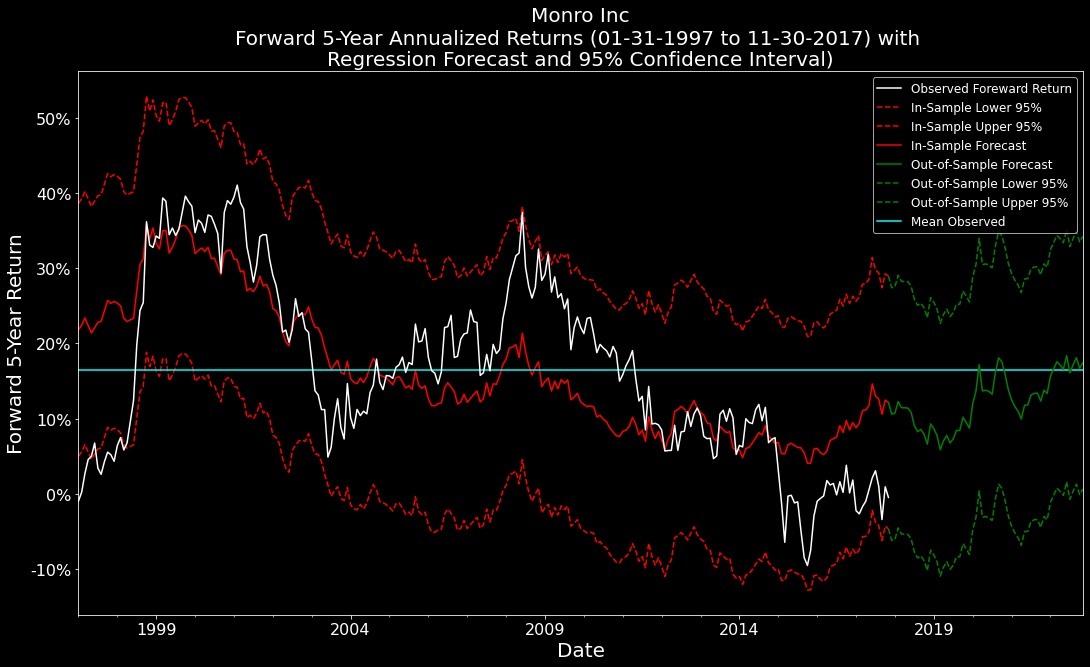 Monro Inc
Forward 5-Year Annualized Returns (01-31-1997 to 11-30-2017) with
Regression Forecast and 95% Confidence Interval)
Observed Foreward Return
In-Sample Lower 95%
In-Sample Upper 95%
In-Sample Forecast
Out-of-Sample Forecast
Out-of-Sample Lower 95%
Out-of-Sample Upper 95%
Mean Observed
Forward 5-Year Return
50%
40%
30%
20%
10%
0%
-10%
1999
2004
2009
2014
2019
Date